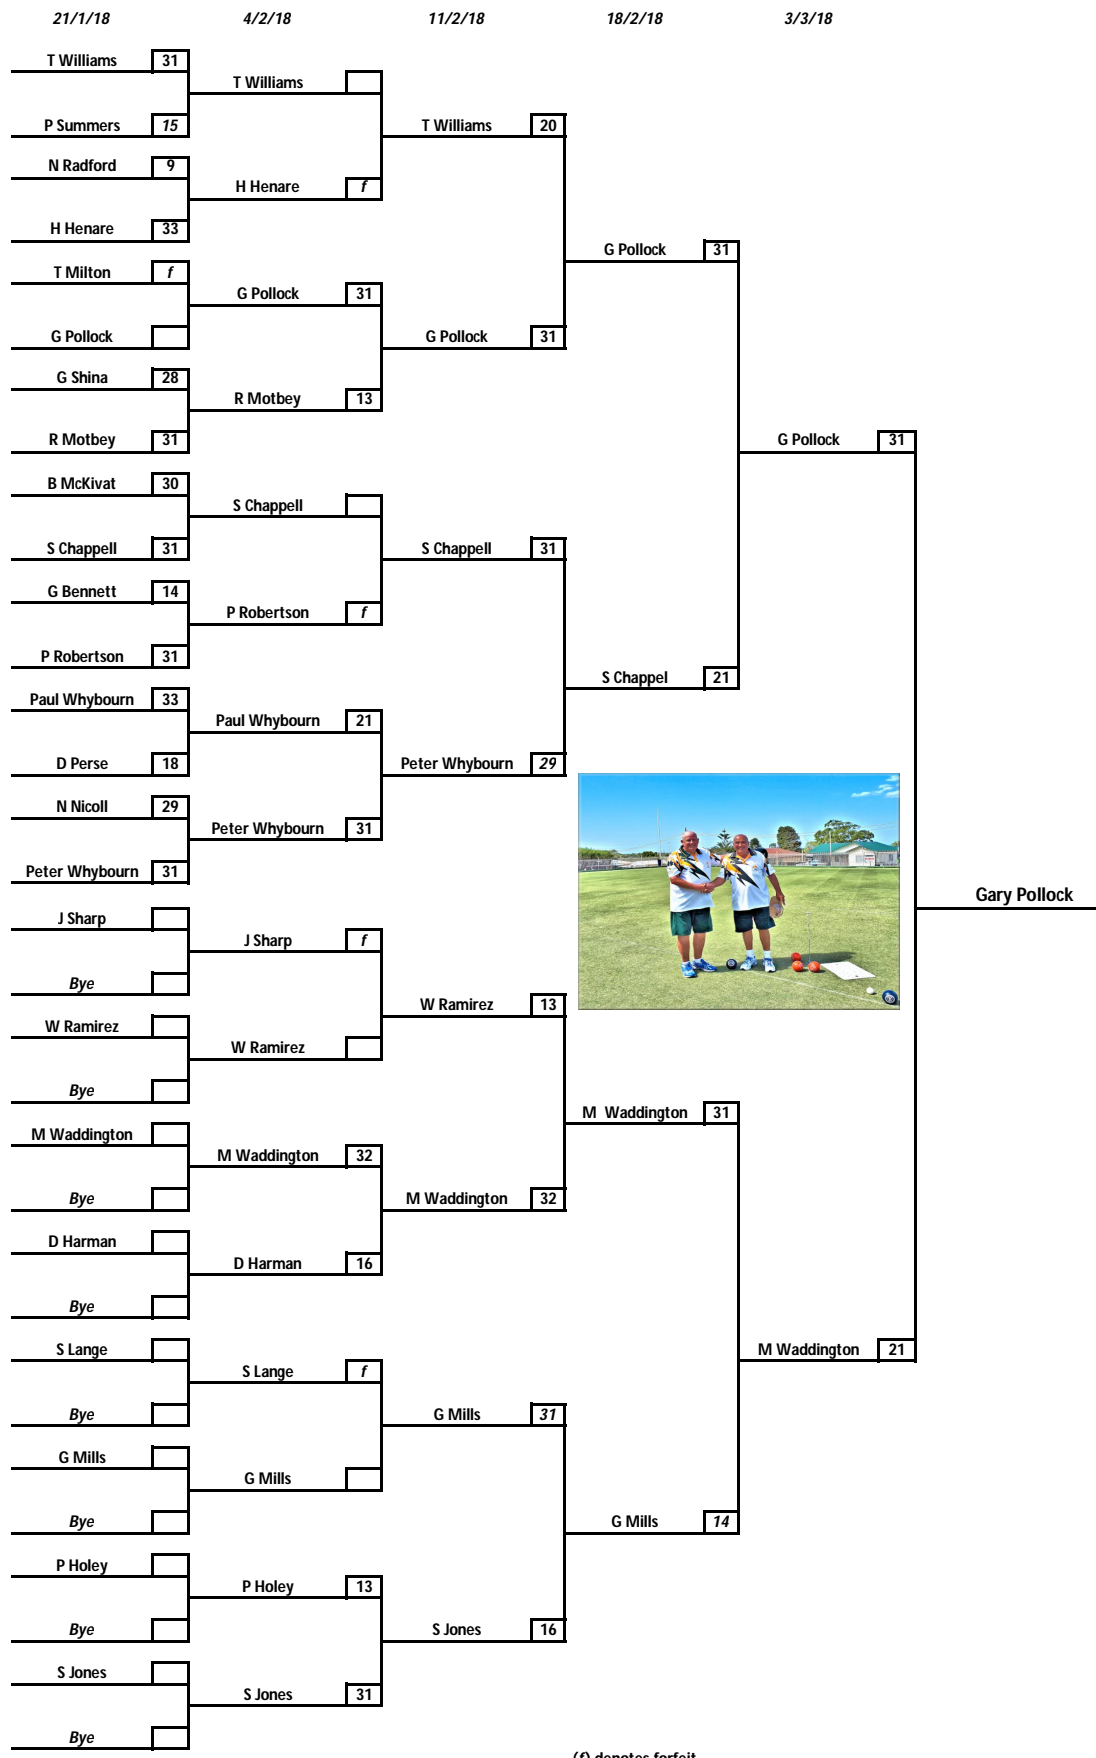 21/1/18 4/2/18 11/2/18 18/2/18 3/3/18
T Williams 31
T Williams
P Summers 15
T Williams 20
N Radford 9
H Henare f
H Henare 33
G Pollock 31
T Milton f
G Pollock 31
G Pollock
G Pollock 31
G Shina 28
R Motbey 13
R Motbey 31
G Pollock 31
B McKivat 30
S Chappell
S Chappell 31
S Chappell 31
G Bennett 14
P Robertson f
P Robertson 31
S Chappel 21
Paul Whybourn 33
Paul Whybourn 21
D Perse 18
Peter Whybourn 29
N Nicoll 29
Peter Whybourn 31
Peter Whybourn 31
Gary Pollock
J Sharp
J Sharp f
Bye
W Ramirez 13
W Ramirez
W Ramirez
Bye
M Waddington 31
M Waddington
M Waddington 32
Bye
M Waddington 32
D Harman
D Harman 16
Bye
S Lange
M Waddington 21
S Lange f
Bye
G Mills 31
G Mills
G Mills
Bye
G Mills 14
P Holey
P Holey 13
Bye
S Jones 16
S Jones
S Jones 31
Bye
(f) denotes forfeit